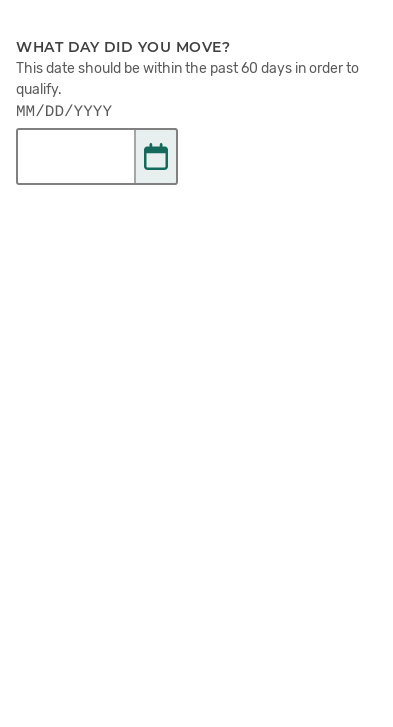 WHAT DAY DID YOU MOVE?
This date should be within the past 60 days in order to
qualify.
MM/DD/YYYY